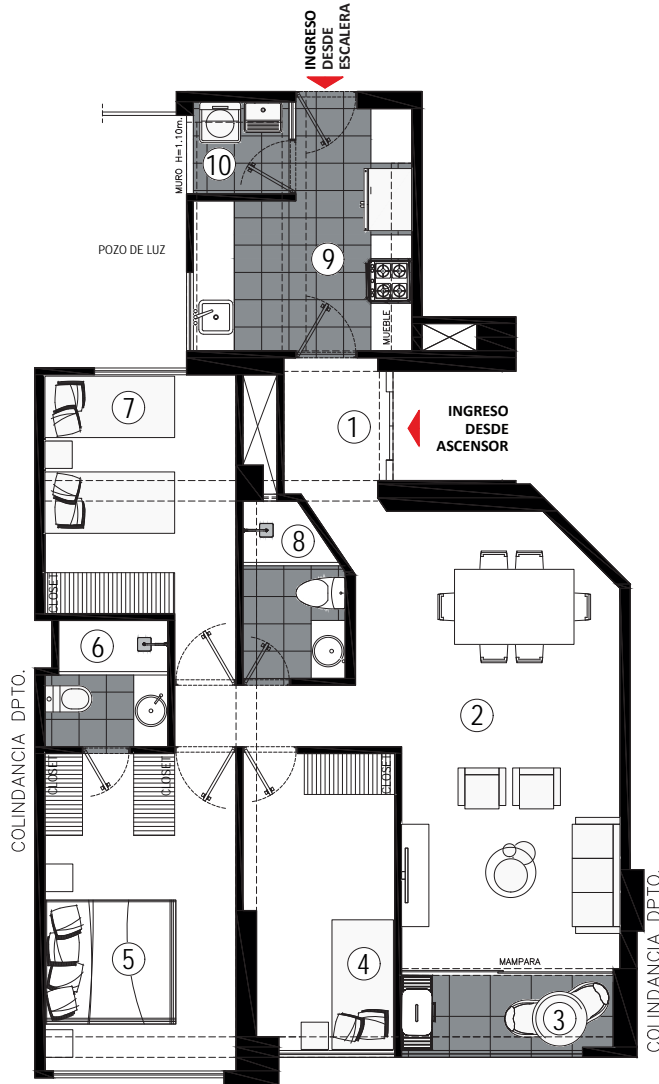 INGRESO
DESDE
ESCALERA
10
MURO H=1.10m.
POZO DE LUZ
9
MUEBLE
7
1
INGRESO
DESDE
ASCENSOR
8
CLOSET
6
COLINDANCIA DPTO.
2
CLOSET
CLOSET
CLOSET
5
4
MAMPARA
3
COLINDANCIA DPTO.